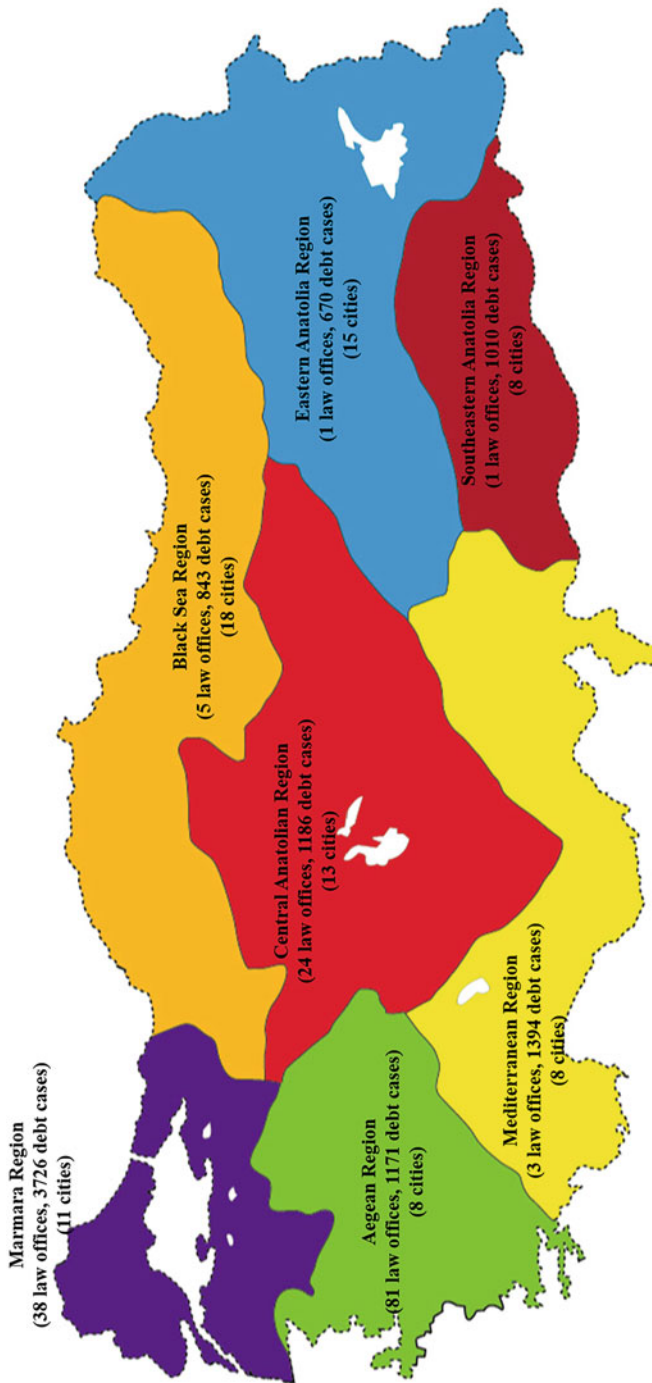 Marmara Region
(38 law offices, 3726 debt cases)
(11 cities)
Black Sea Region
(5 law offices, 843 debt cases)
(18 cities)
Central Anatolian Region
(24 law offices, 1186 debt cases)
(13 cities)
Eastern Anatolia Region
(1 law offices, 670 debt cases)
(15 cities)
Aegean Region
(81 law offices, 1171 debt cases)
(8 cities)
Mediterranean Region
(3 law offices, 1394 debt cases)
(8 cities)
Southeastern Anatolia Region
(1 law offices, 1010 debt cases)
(8 cities)